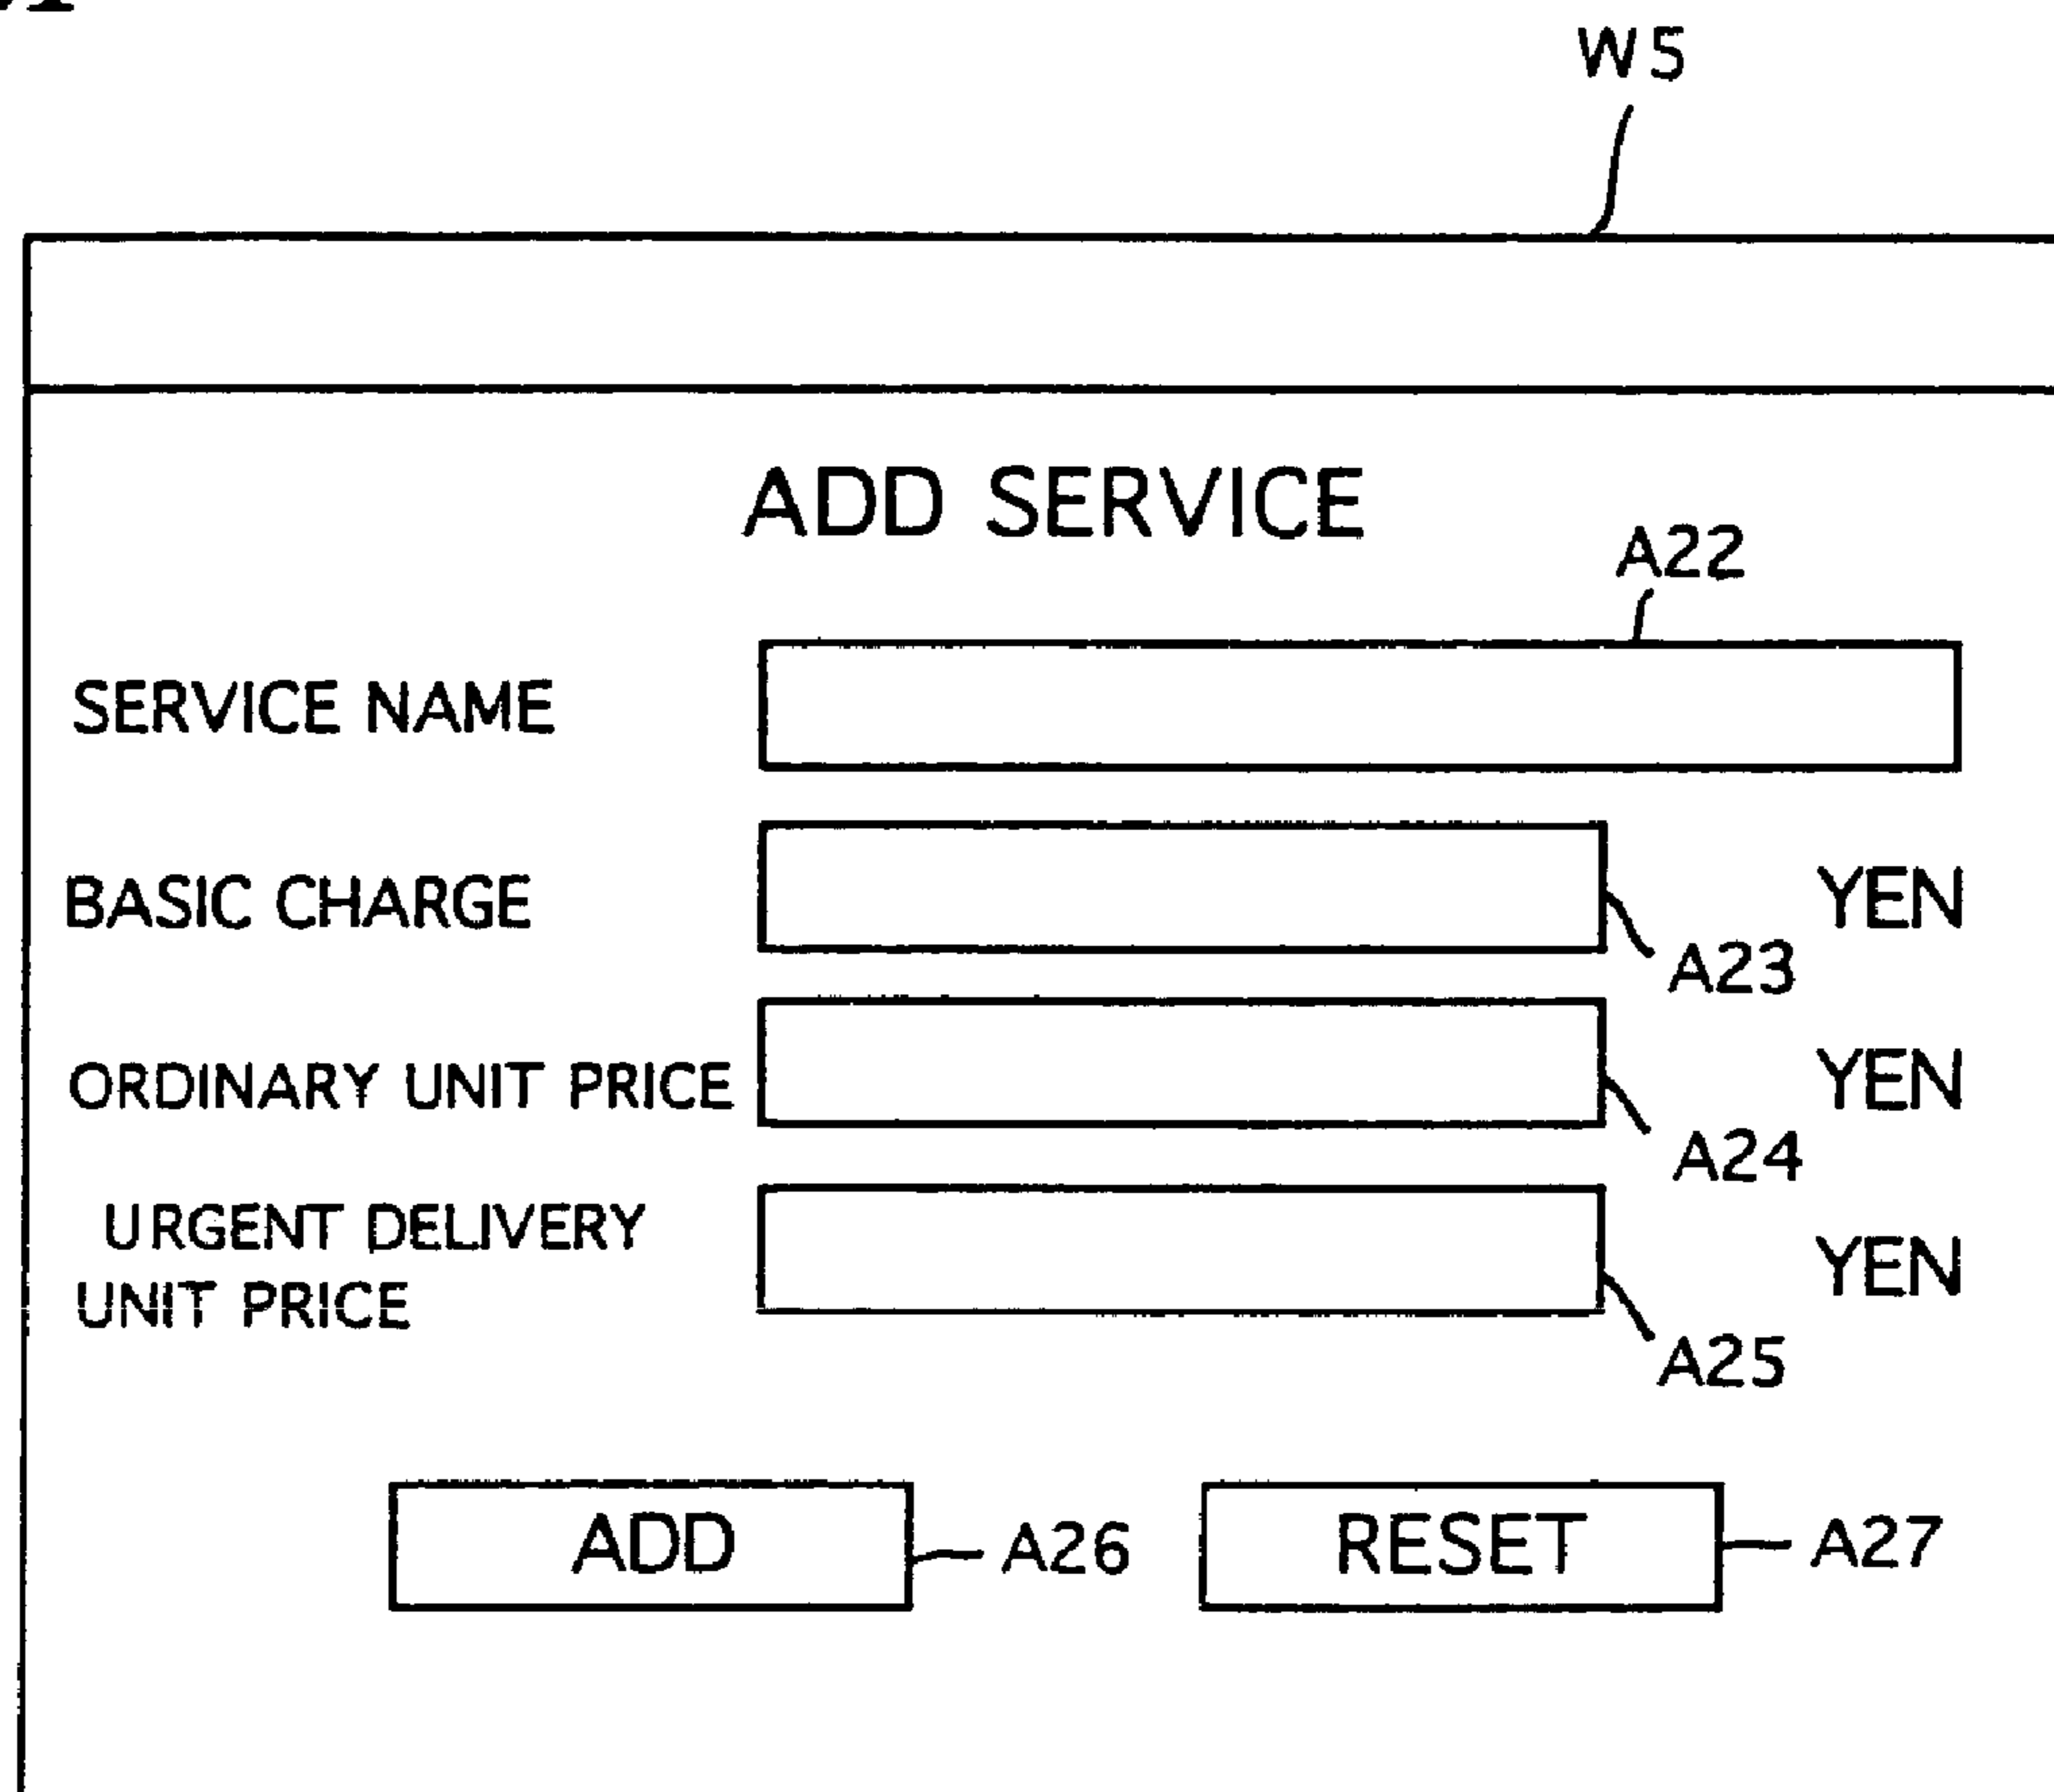 W5
ADD SERVICE
A22
SERVICE NAME
BASIC CHARGE YEN
A23
ORDINARY UNIT PRICE YEN
A24
URGENT DELIVERY
UNIT PRICE YEN
A25
ADD A26 RESET A27